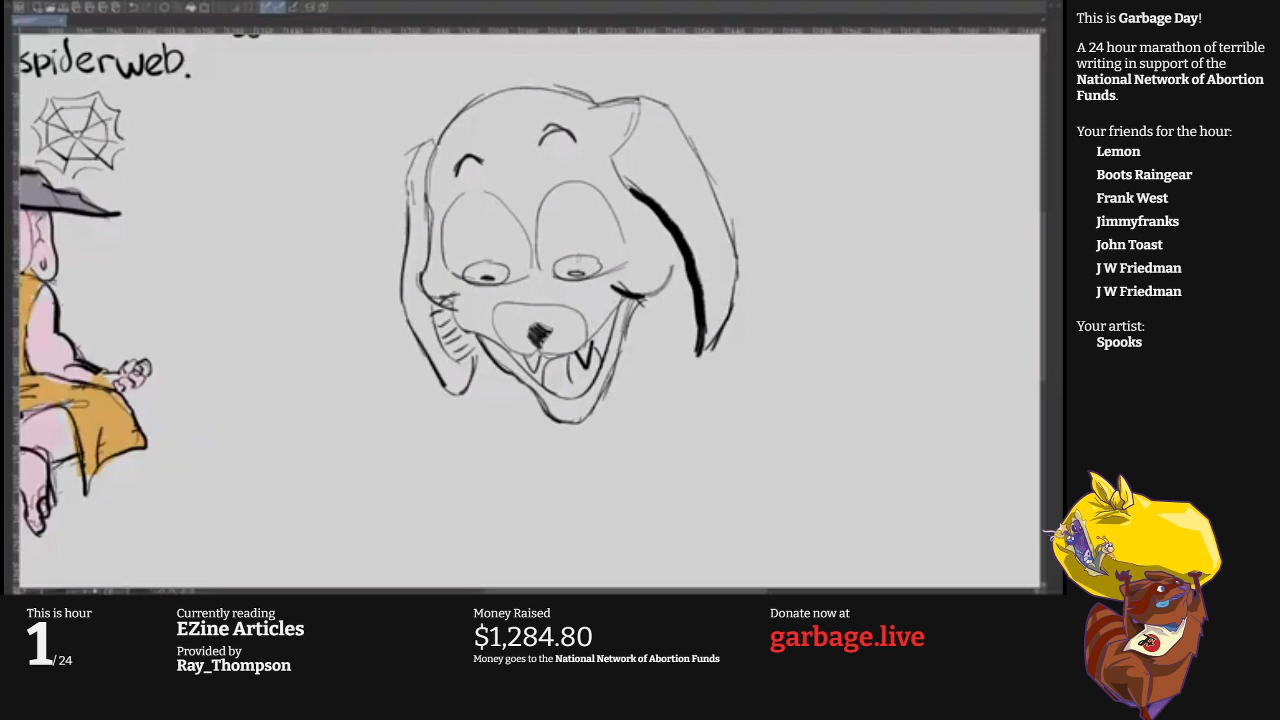 spiderweb.
This is Garbage Day!
A 24 hour marathon of terrible
writing in support of the
National Network of Abortion
Funds.
Your friends for the hour:
Lemon
Boots Raingear
Frank West
Jimmyfranks
John Toast
J W Friedman
J W Friedman
Your artist:
Spooks
This is hour
1 / 24
Currently reading
EZine Articles
Provided by
Ray_Thompson
Money Raised
$1,284.80
Money goes to the National Network of Abortion Funds
Donate now at
garbage.live